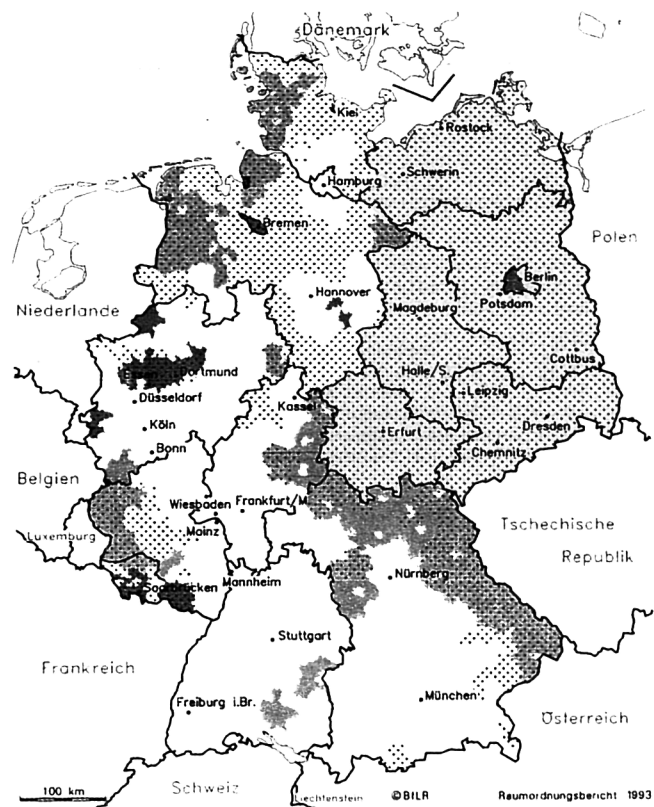 Dänemark
Kiel
Rostock
Schwerin
Hamburg
Bremen
Polen
Berlin
Hannover
Niederlande
Magdeburg
Potsdam
Cottbus
Essen
Dortmund
Halle/S.
Düsseldorf
Leipzig
Kassel
Köln
Erfurt
Dresden
Chemnitz
Bonn
Belgien
Wiesbaden
Frankfurt/M.
Tschechische
Luxemburg
Mainz
Republik
Saarbrücken
Mannheim
Nürnberg
Stuttgart
Frankreich
Freiburg i.Br.
München
Österreich
Schweiz
100 km
Liechtenstein
©BfLR
Raumordnungsbericht 1993